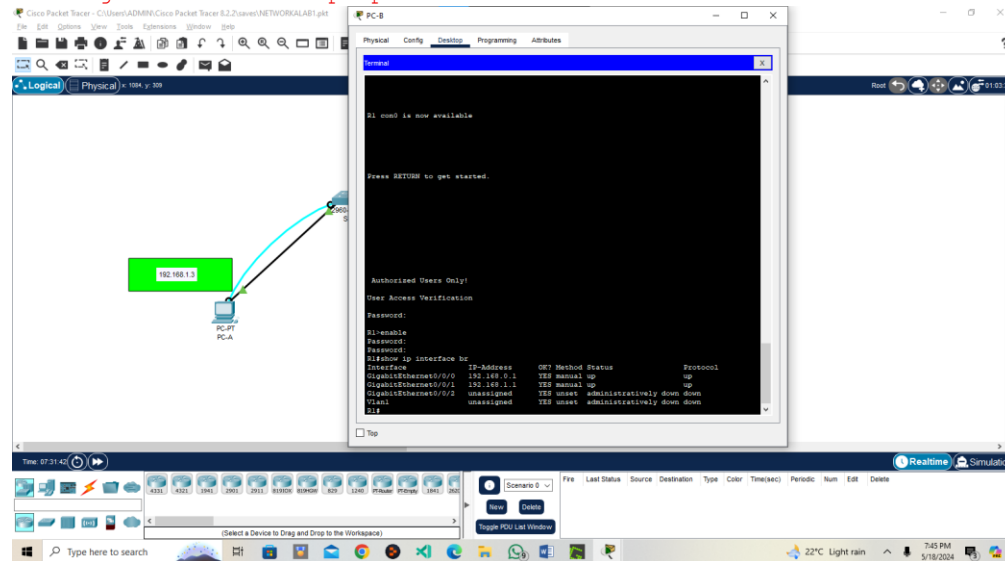 Cisco Packet Tracer - C:\Users\ADMIN\Cisco Packet Tracer 8.2.2\saves\NETWORKALAB1.pkt
File Edit Options View Tools Extensions Window Help
Logical Physical x: 1084, y: 309
Root 01:03:
192.168.1.3
2960-
S
PC-PT
PC-A
PC-B
Physical Config Desktop Programming Attributes
Terminal X
R1 con0 is now available
Press RETURN to get started.
Authorized Users Only!
User Access Verification
Password:
R1>enable
Password:
Password:
R1#show ip interface br
Interface IP-Address OK? Method Status Protocol
GigabitEthernet0/0/0 192.168.0.1 YES manual up up
GigabitEthernet0/0/1 192.168.1.1 YES manual up up
GigabitEthernet0/0/2 unassigned YES unset administratively down down
Vlan1 unassigned YES unset administratively down down
R1#
Top
Time: 07:31:42
Realtime Simulatio
4331 4321 1941 2901 2911 819IOX 819HGW 829 1240 PT-Router PT-Empty 1841 262
(Select a Device to Drag and Drop to the Workspace)
Scenario 0
New Delete
Toggle PDU List Window
Fire Last Status Source Destination Type Color Time(sec) Periodic Num Edit Delete
Type here to search
22°C Light rain
7:45 PM
5/18/2024